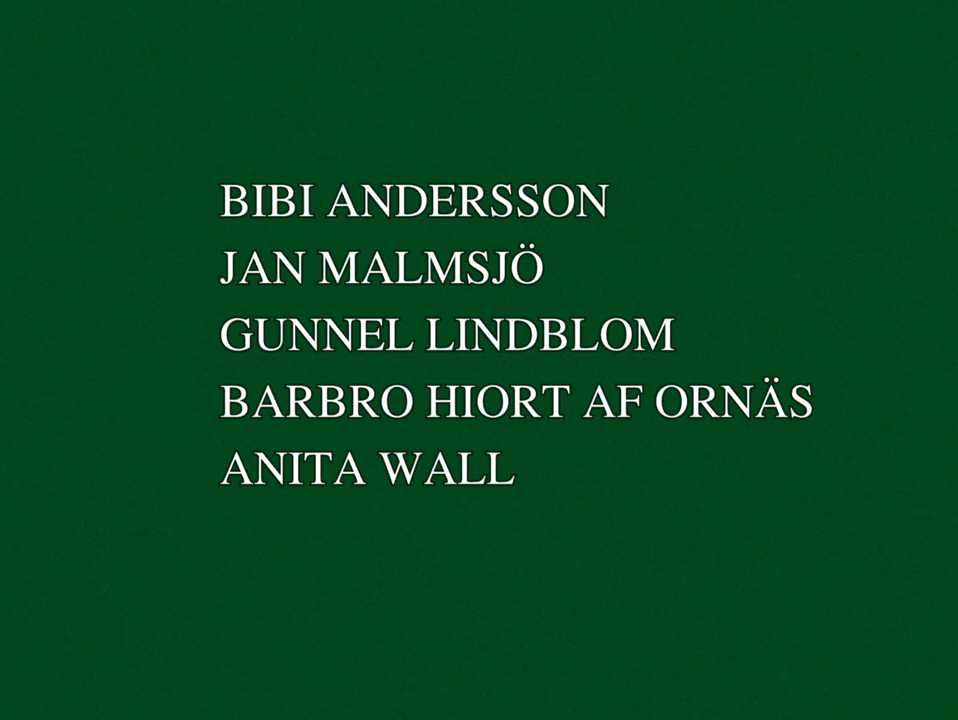 BIBI ANDERSSON
JAN MALMSJÖ
GUNNEL LINDBLOM
BARBRO HIORT AF ORNÄS
ANITA WALL